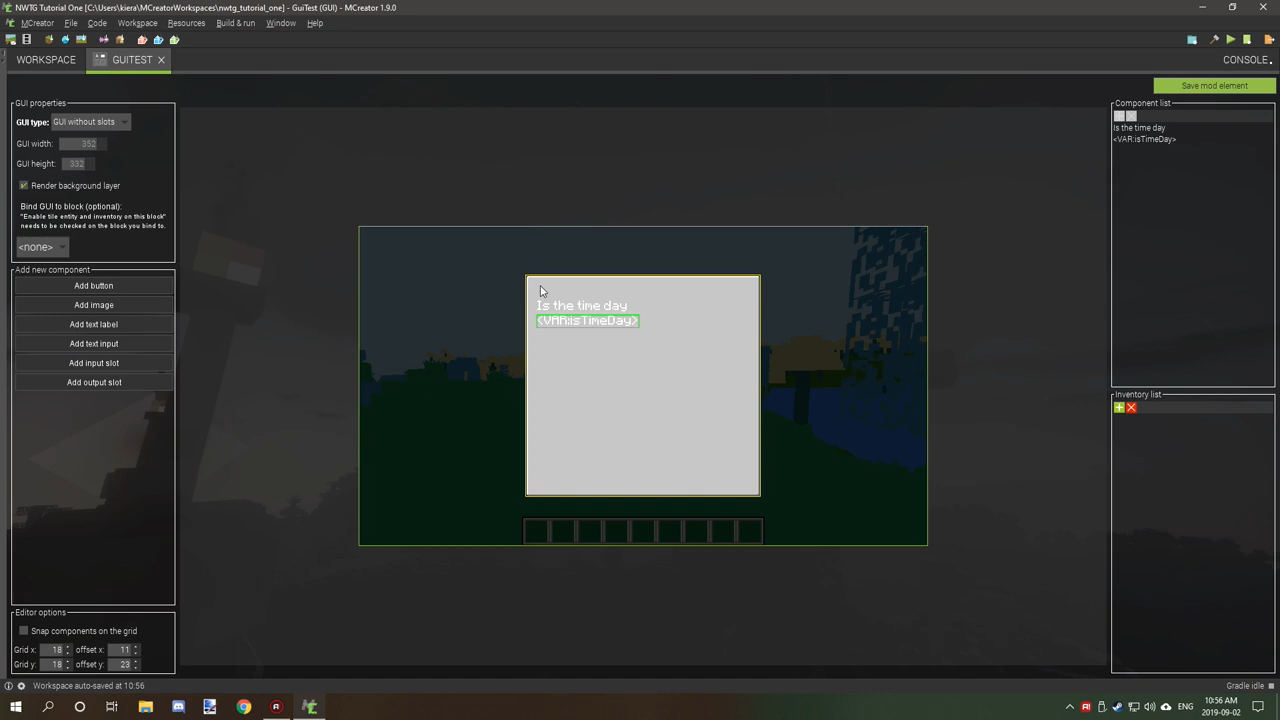 NWTG Tutorial One [C:\Users\kiera\MCreatorWorkspaces\nwtg_tutorial_one] - GuiTest (GUI) - MCreator 1.9.0
MCreator File Code Workspace Resources Build & run Window Help
WORKSPACE GUITEST CONSOLE
Save mod element
GUI properties
GUI type: GUI without slots
GUI width: 352
GUI height: 332
Render background layer
Bind GUI to block (optional):
"Enable tile entity and inventory on this block"
needs to be checked on the block you bind to.
<none>
Add new component
Add button
Add image
Add text label
Add text input
Add input slot
Add output slot
Is the time day
<VAR:isTimeDay>
Component list
Is the time day
<VAR:isTimeDay>
Inventory list
Editor options
Snap components on the grid
Grid x: 18 offset x: 11
Grid y: 18 offset y: 23
Workspace auto-saved at 10:56
Gradle idle
ENG
10:56 AM
2019-09-02